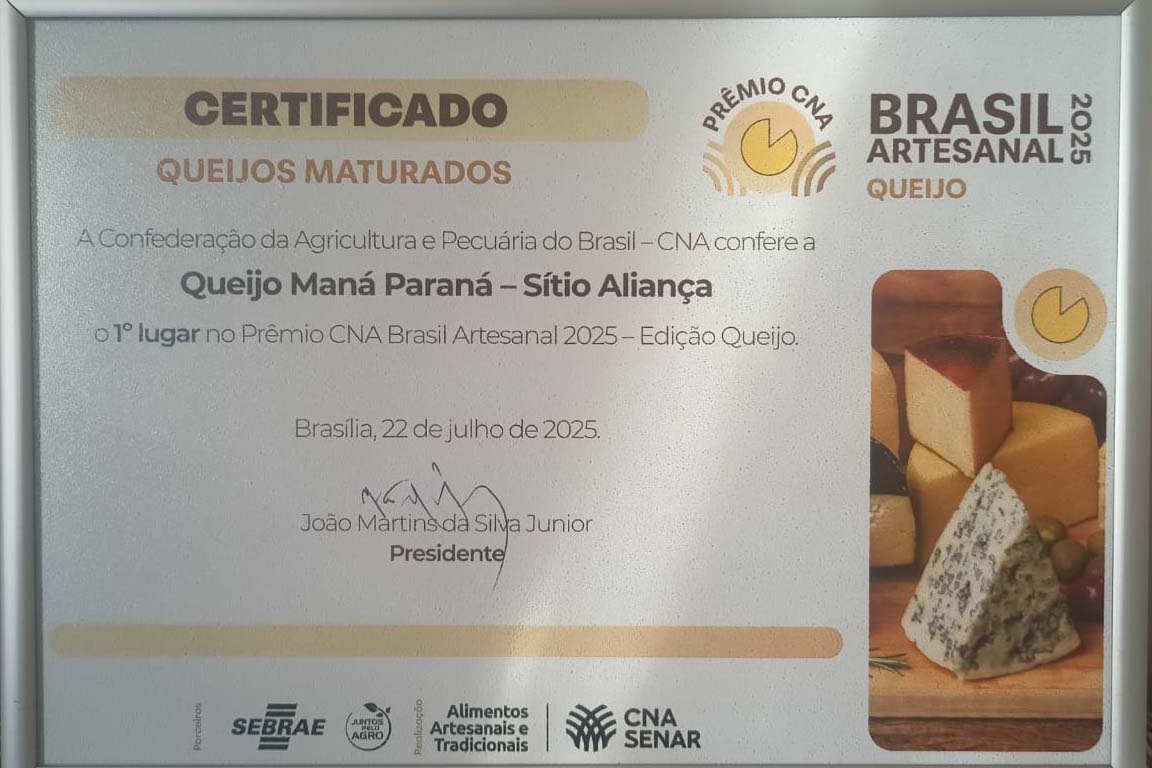 CERTIFICADO
QUEIJOS MATURADOS
PRÊMIO CNA
BRASIL
ARTESANAL
2025
QUEIJO
A Confederação da Agricultura e Pecuária do Brasil – CNA confere a
Queijo Maná Paraná – Sítio Aliança
o 1º lugar no Prêmio CNA Brasil Artesanal 2025 – Edição Queijo.
Brasília, 22 de julho de 2025.
João Martins da Silva Junior
Presidente
Parceiros
SEBRAE
JUNTOS
PELO
AGRO
Realização
Alimentos
Artesanais e
Tradicionais
CNA
SENAR